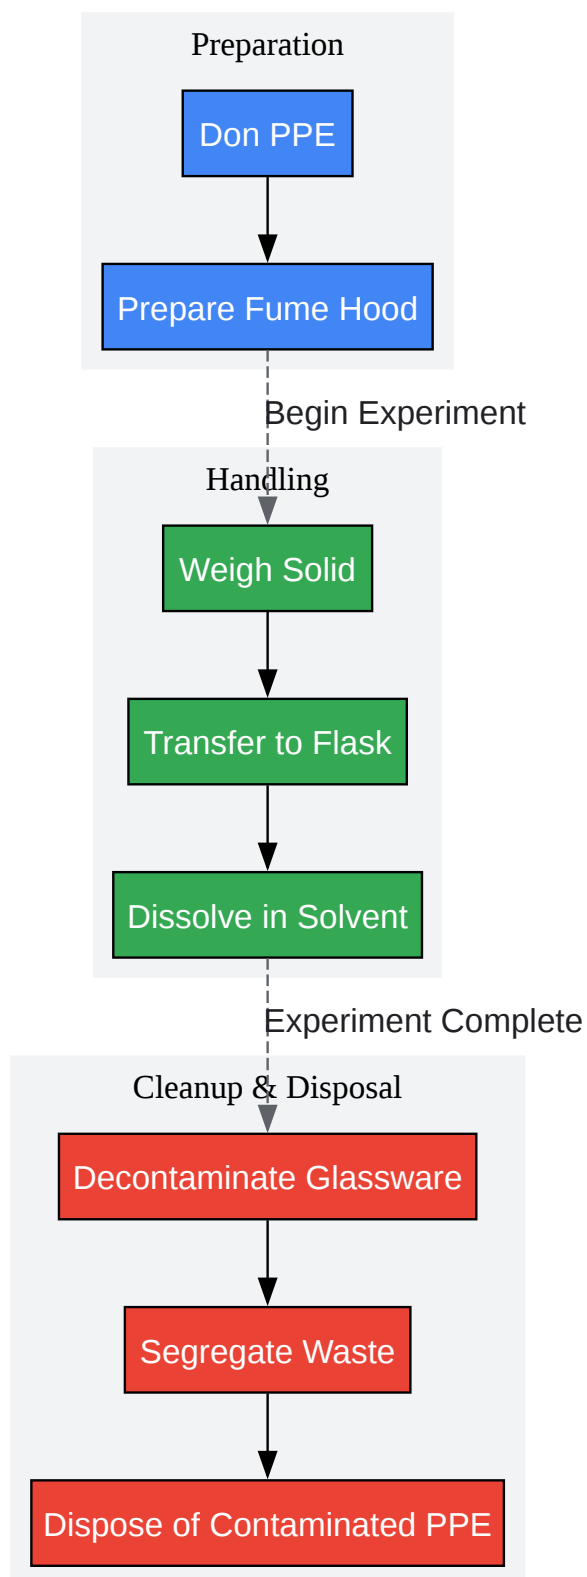 Preparation
Don PPE
Prepare Fume Hood
Begin Experiment
Handling
Weigh Solid
Transfer to Flask
Dissolve in Solvent
Experiment Complete
Cleanup & Disposal
Decontaminate Glassware
Segregate Waste
Dispose of Contaminated PPE